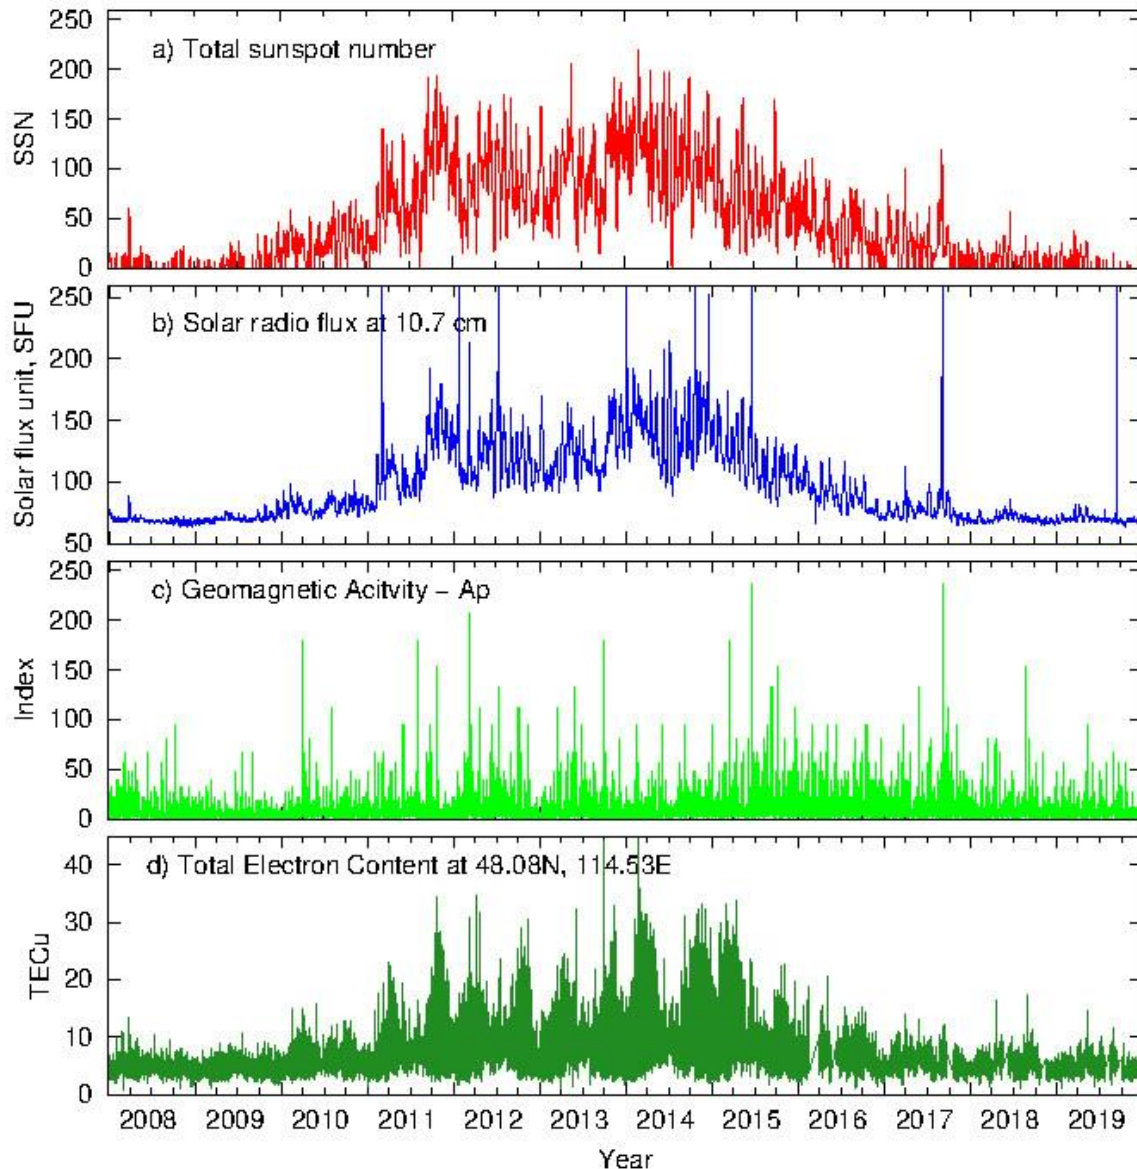 250
200
150
100
50
0
SSN
a) Total sunspot number
250
200
150
100
50
Solar flux unit, SFU
b) Solar radio flux at 10.7 cm
250
200
150
100
50
0
Index
c) Geomagnetic Acitvity – Ap
40
30
20
10
0
TECu
d) Total Electron Content at 48.08N, 114.53E
2008 2009 2010 2011 2012 2013 2014 2015 2016 2017 2018 2019
Year